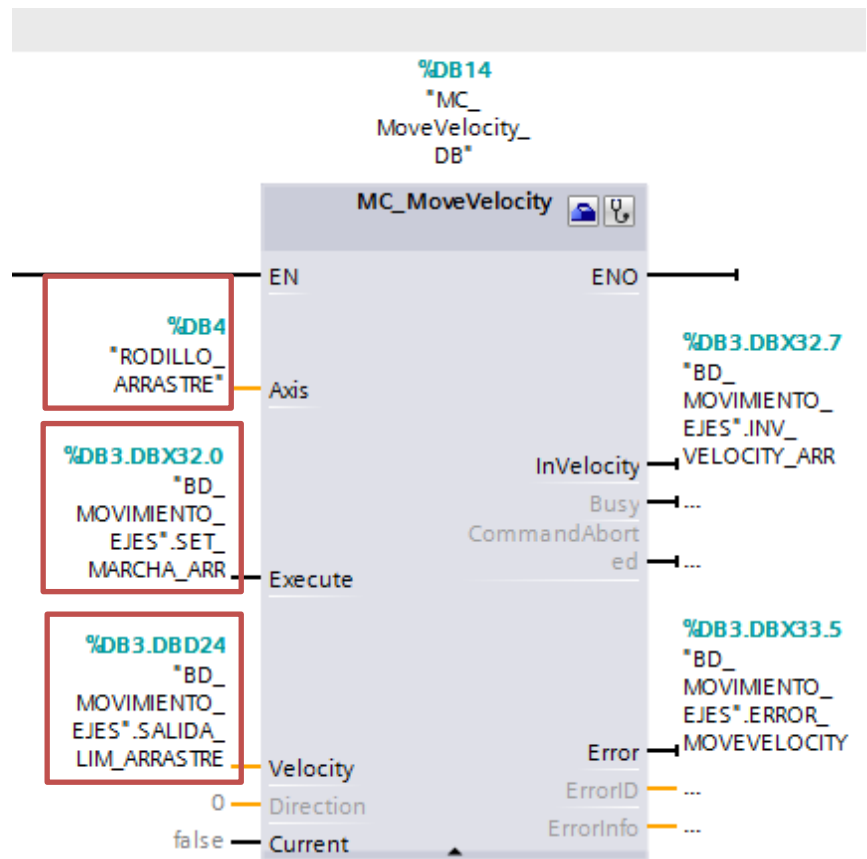 %DB14
"MC_
MoveVelocity_
DB"
MC_MoveVelocity
EN
ENO
%DB4
"RODILLO_
ARRASTRE"
Axis
%DB3.DBX32.7
"BD_
MOVIMIENTO_
EJES".INV_
VELOCITY_ARR
InVelocity
%DB3.DBX32.0
"BD_
MOVIMIENTO_
EJES".SET_
MARCHA_ARR
Execute
Busy
...
CommandAbort
ed
...
%DB3.DBD24
"BD_
MOVIMIENTO_
EJES".SALIDA_
LIM_ARRASTRE
Velocity
%DB3.DBX33.5
"BD_
MOVIMIENTO_
EJES".ERROR_
MOVEVELOCITY
Error
0
Direction
ErrorID
...
false
Current
ErrorInfo
...